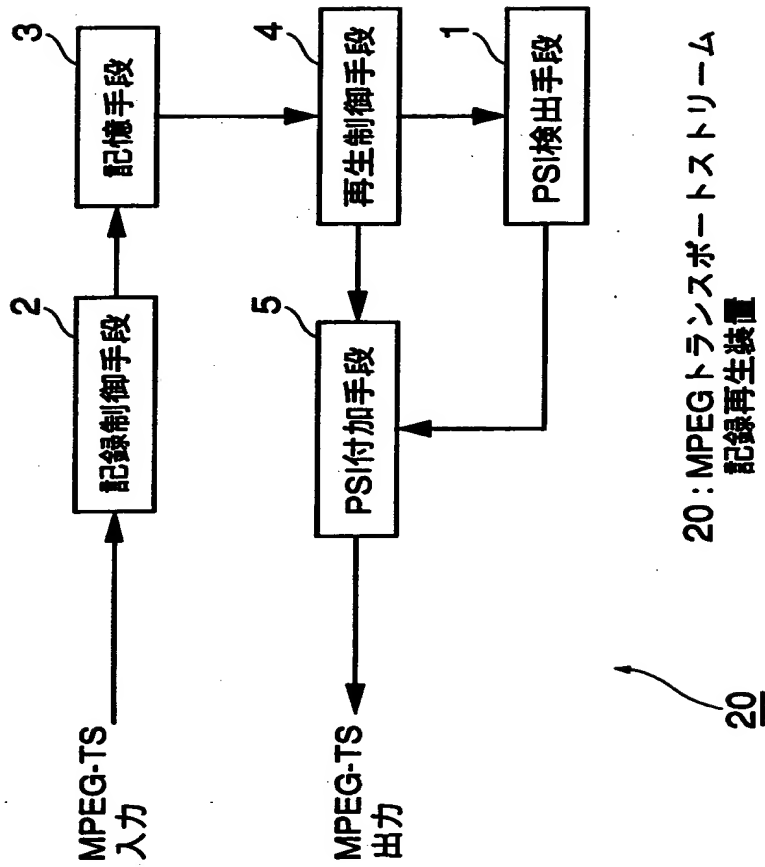 MPEG-TS
入力
2
記録制御手段
3
記憶手段
4
再生制御手段
5
PSI付加手段
1
PSI検出手段
MPEG-TS
出力
20
20:MPEGトランスポートストリーム
記録再生装置